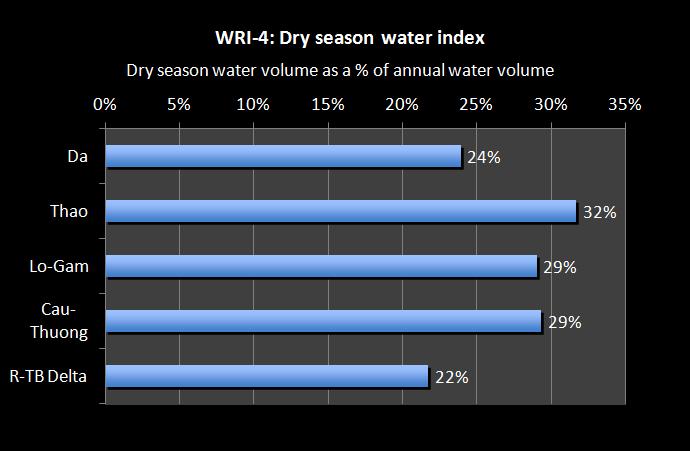 WRI-4: Dry season water index
Dry season water volume as a % of annual water volume
0% 5% 10% 15% 20% 25% 30% 35%
Da 24%
Thao 32%
Lo-Gam 29%
Cau-
Thuong 29%
R-TB Delta 22%